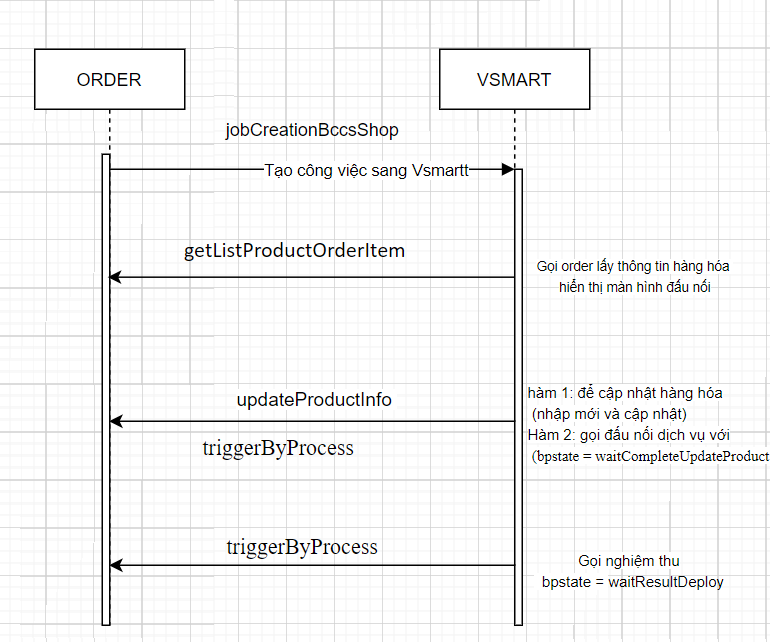 ORDER
VSMART
jobCreationBccsShop
Tạo công việc sang Vsmartt
getListProductOrderItem
Gọi order lấy thông tin hàng hóa
hiển thị màn hình đấu nối
updateProductInfo
hàm 1: để cập nhật hàng hóa
(nhập mới và cập nhật)
Hàm 2: gọi đấu nối dịch vụ với
(bpstate = waitCompleteUpdateProduct
triggerByProcess
triggerByProcess
Gọi nghiệm thu
bpstate = waitResultDeploy